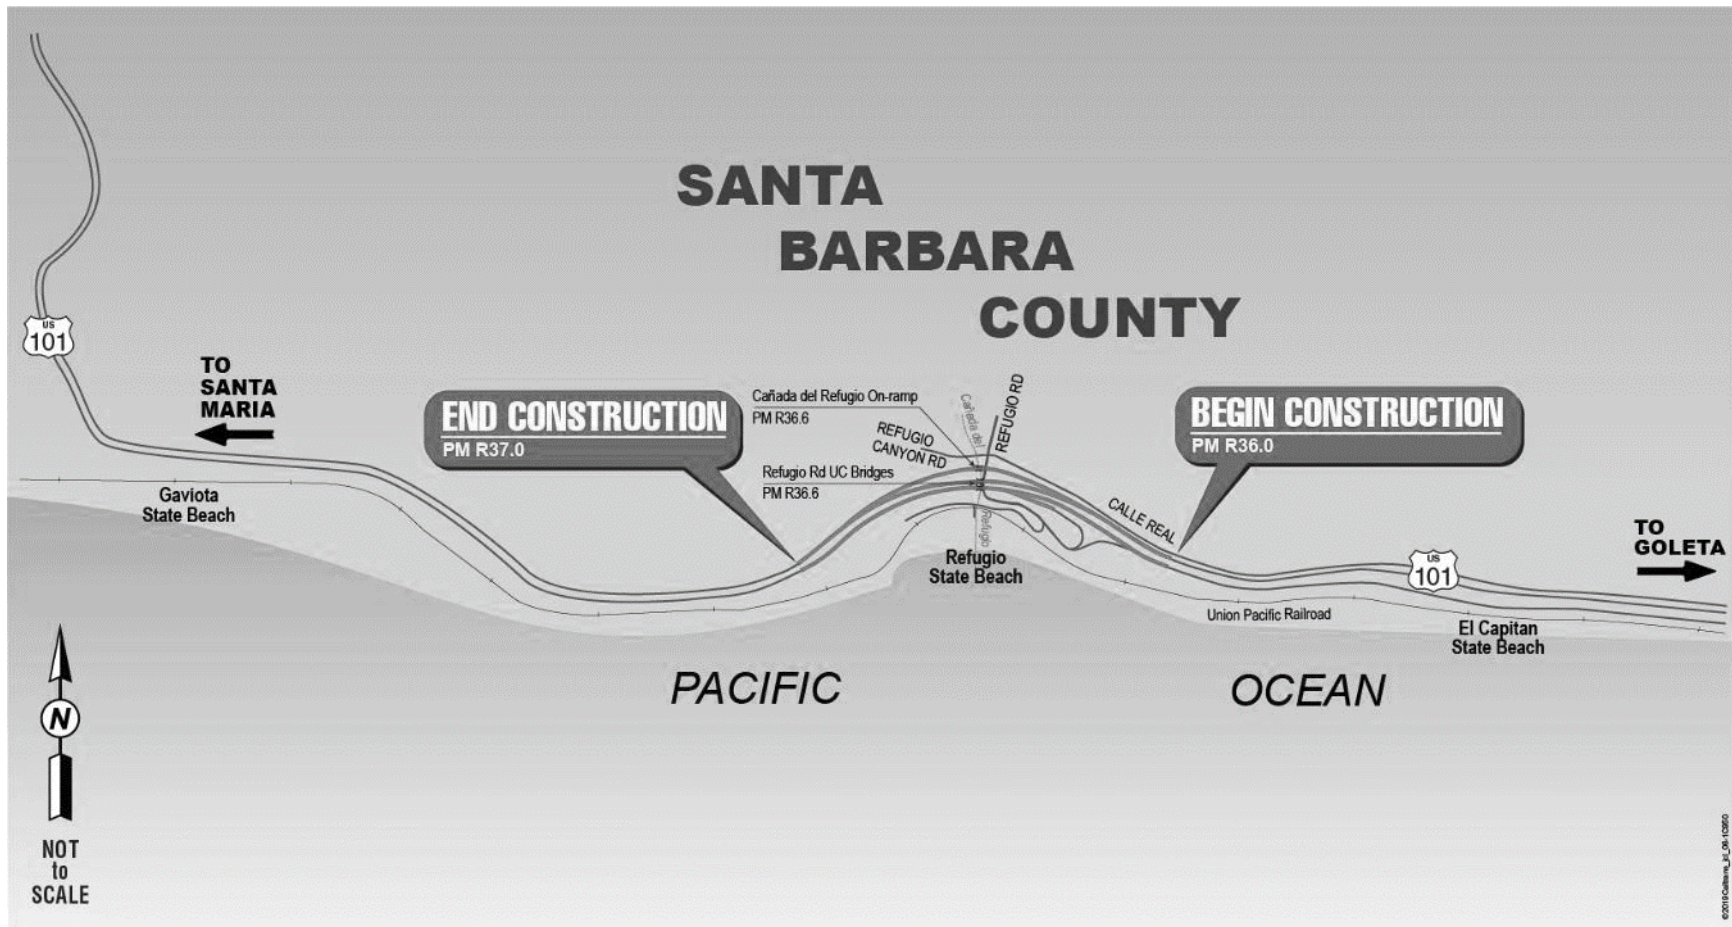 SANTA
BARBARA
COUNTY
US
101
TO
SANTA
MARIA
END CONSTRUCTION
PM R37.0
Cañada del Refugio On-ramp
PM R36.6
REFUGIO
CANYON RD
Refugio Rd UC Bridges
PM R36.6
Cañada del
Refugio
REFUGIO RD
BEGIN CONSTRUCTION
PM R36.0
CALLE REAL
Gaviota
State Beach
Refugio
State Beach
US
101
TO
GOLETA
Union Pacific Railroad
El Capitan
State Beach
PACIFIC OCEAN
N
NOT
to
SCALE